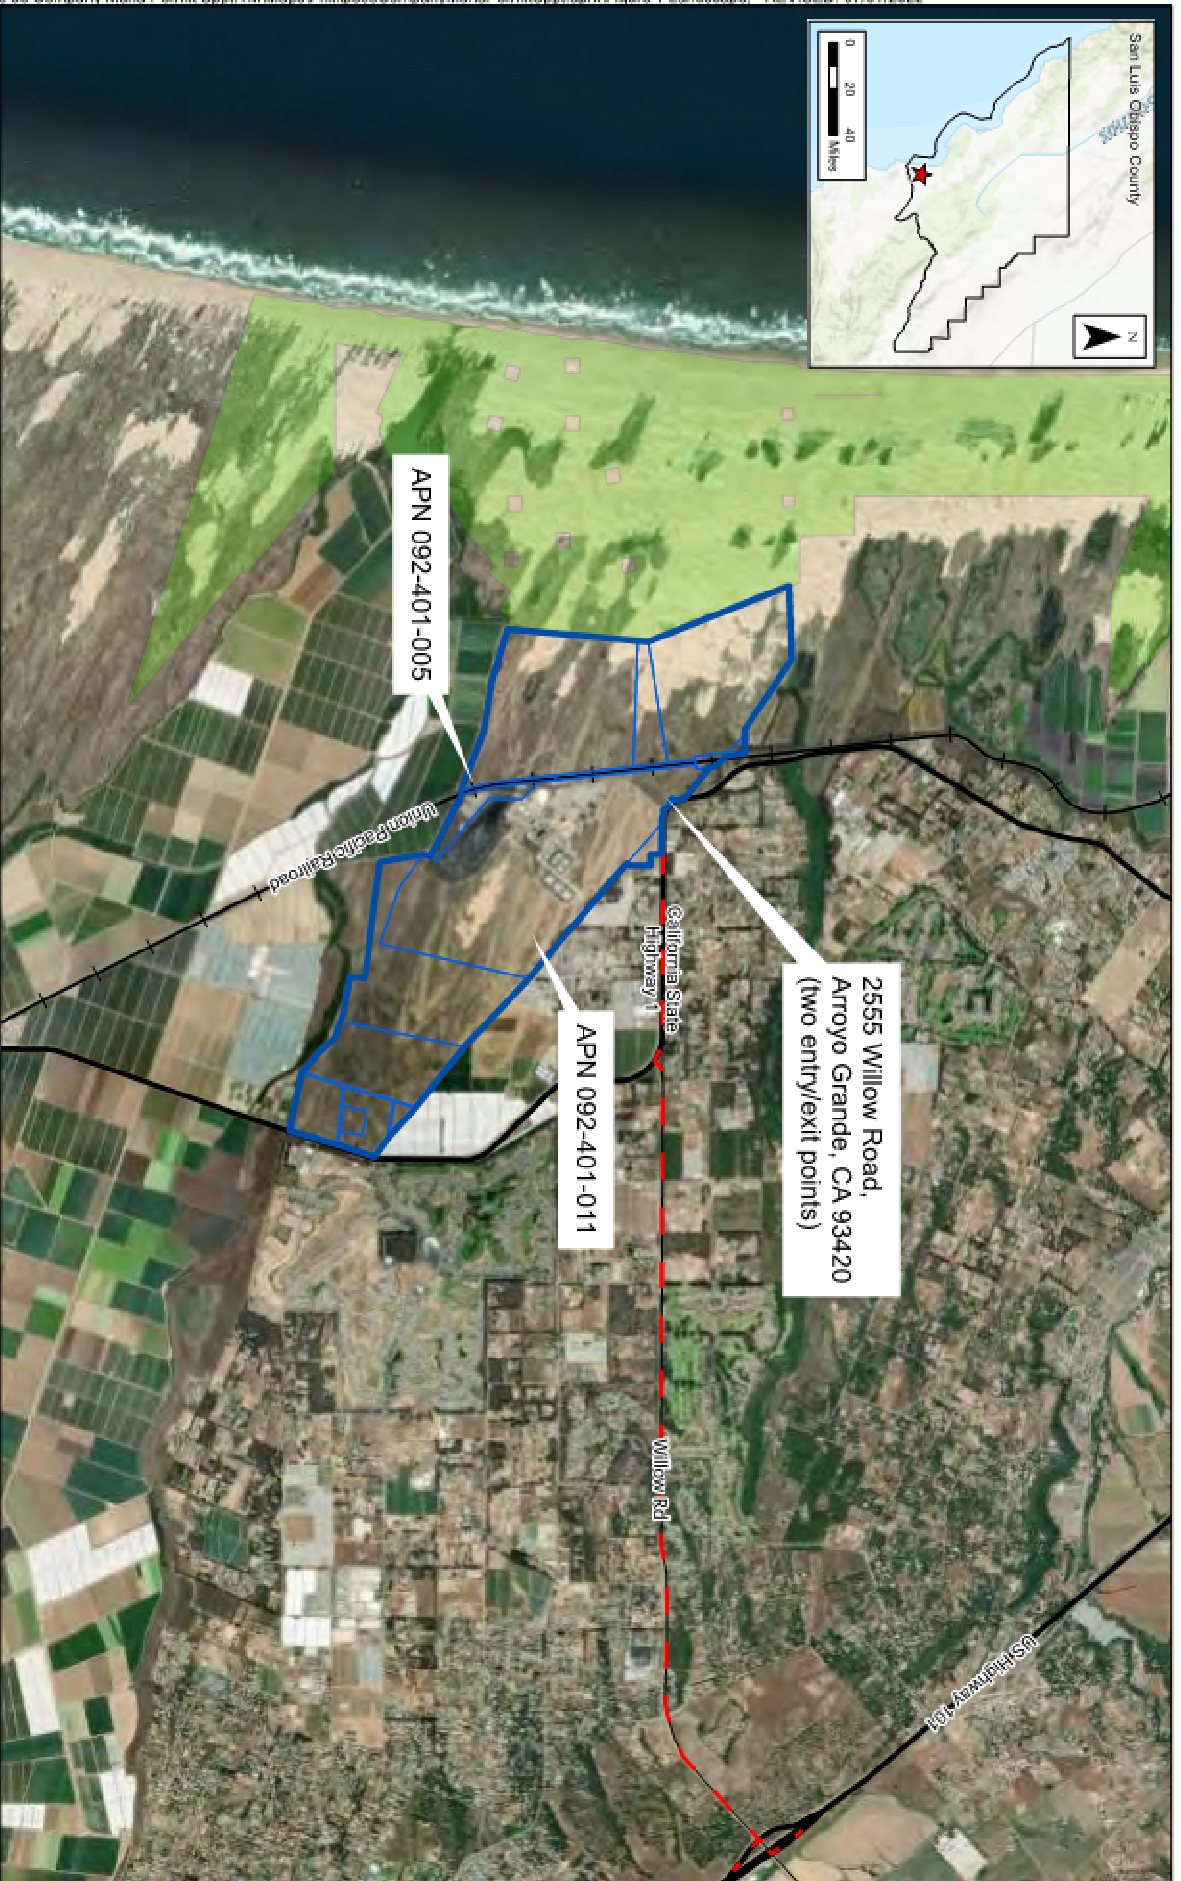 San Luis Obispo County
N
0 20 40
Miles
2555 Willow Road,
Arroyo Grande, CA 93420
(two entry/exit points)
APN 092-401-005
APN 092-401-011
California State
Highway 1
Willow Rd
US Highway 101
Union Pacific Railroad